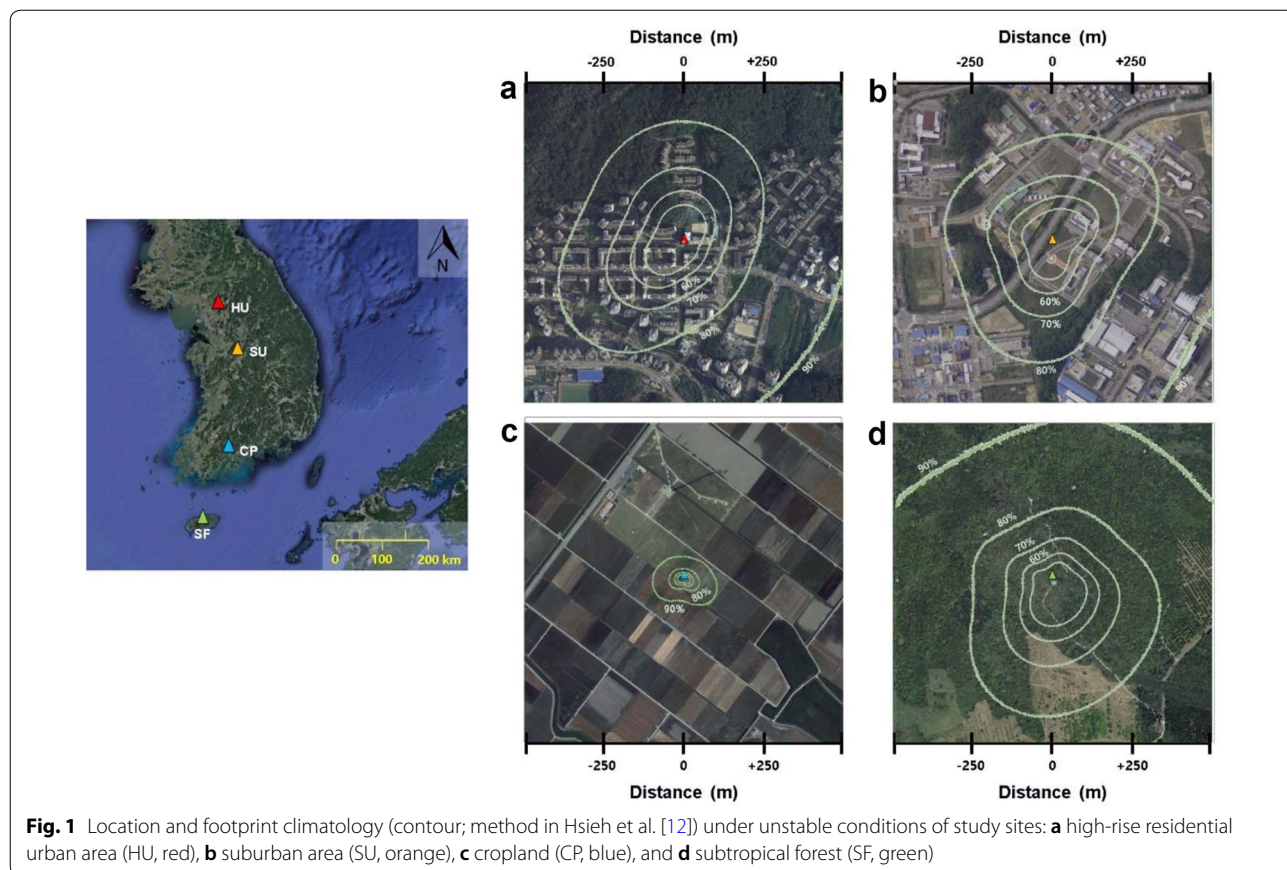 Distance (m)
-250 0 +250
Distance (m)
-250 0 +250
a
60%
70%
80%
90%
b
60%
70%
80%
90%
N
HU
SU
CP
SF
0 100 200 km
c
80%
90%
d
90%
80%
70%
60%
-250 0 +250
Distance (m)
-250 0 +250
Distance (m)
Fig. 1 Location and footprint climatology (contour; method in Hsieh et al. [12]) under unstable conditions of study sites: a high-rise residential
urban area (HU, red), b suburban area (SU, orange), c cropland (CP, blue), and d subtropical forest (SF, green)